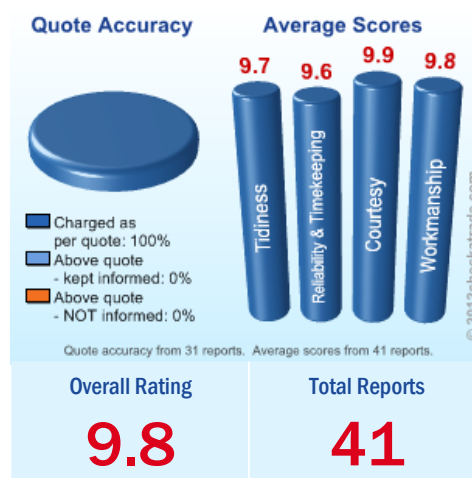 Quote Accuracy
Average Scores
9.7
9.6
9.9
9.8
Tidiness
Reliability & Timekeeping
Courtesy
Workmanship
Charged as
per quote: 100%
Above quote
- kept informed: 0%
Above quote
- NOT informed: 0%
© 2013checkatrade.com
Quote accuracy from 31 reports. Average scores from 41 reports.
Overall Rating
Total Reports
9.8
41